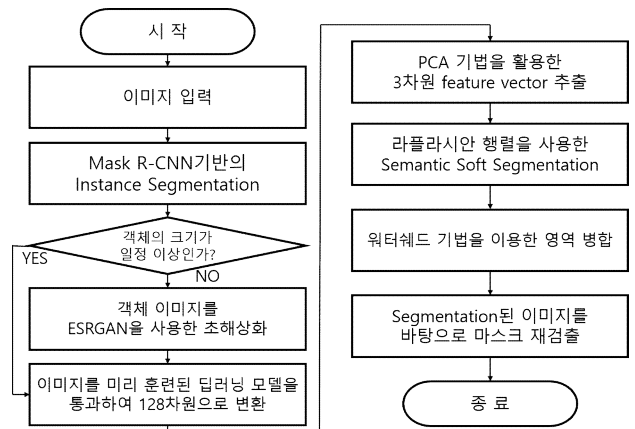 시 작
이미지 입력
Mask R-CNN기반의
Instance Segmentation
객체의 크기가
일정 이상인가?
YES
NO
객체 이미지를
ESRGAN을 사용한 초해상화
이미지를 미리 훈련된 딥러닝 모델을
통과하여 128차원으로 변환
PCA 기법을 활용한
3차원 feature vector 추출
라플라시안 행렬을 사용한
Semantic Soft Segmentation
워터쉐드 기법을 이용한 영역 병합
Segmentation된 이미지를
바탕으로 마스크 재검출
종 료